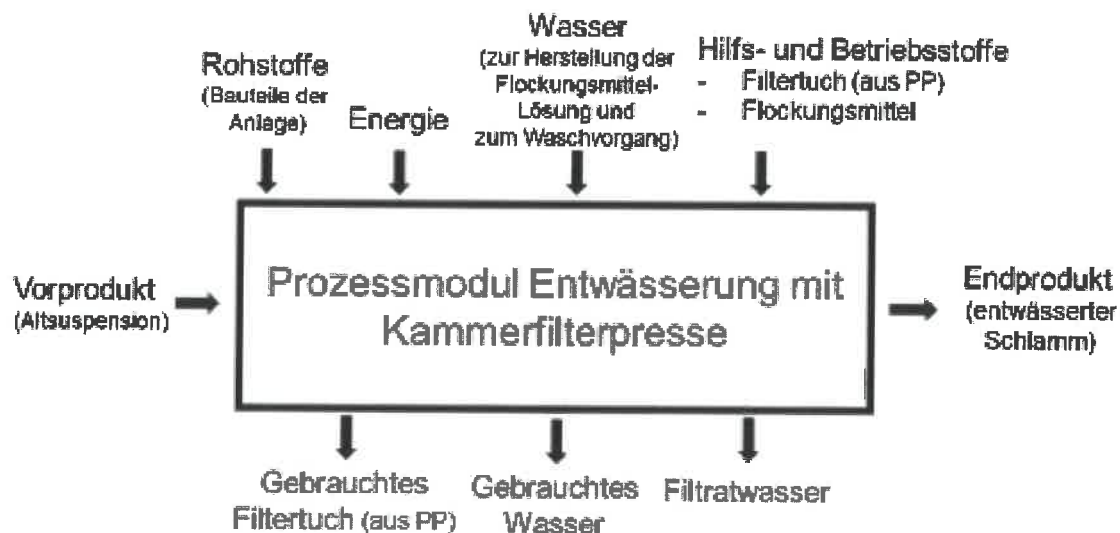 Rohstoffe
(Bauteile der
Anlage)
Energie
Wasser
(zur Herstellung der
Flockungsmittel-
Lösung und
zum Waschvorgang)
Hilfs- und Betriebsstoffe
- Filtertuch (aus PP)
- Flockungsmittel
Vorprodukt
(Altsuspension)
Prozessmodul Entwässerung mit
Kammerfilterpresse
Endprodukt
(entwässerter
Schlamm)
Gebrauchtes
Filtertuch (aus PP)
Gebrauchtes
Wasser
Filtratwasser